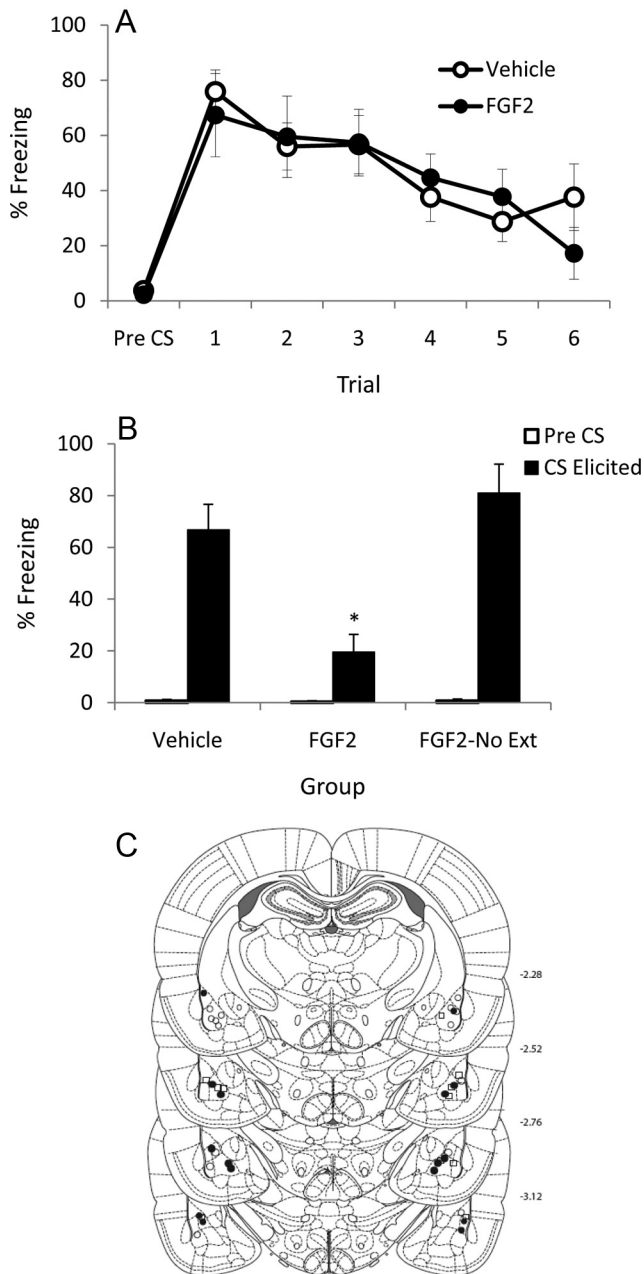 A
100
80
60
40
20
0
% Freezing
Vehicle
FGF2
Pre CS 1 2 3 4 5 6
Trial
B
100
80
60
40
20
0
% Freezing
Pre CS
CS Elicited
*
Vehicle FGF2 FGF2-No Ext
Group
C
-2.28
-2.52
-2.76
-3.12